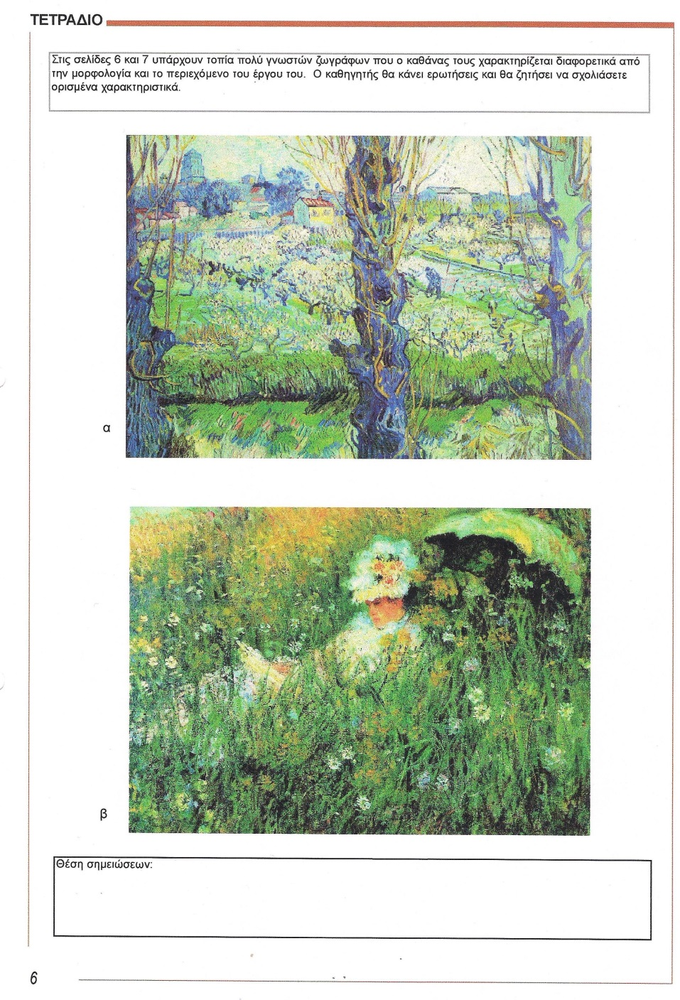 ΤΕΤΡΑΔΙΟ
Στις σελίδες 6 και 7 υπάρχουν τοπία πολύ γνωστών ζωγράφων που ο καθάνας τους χαρακτηρίζεται διαφορετικά από
την μορφολογία και το περιεχόμενο του έργου του. Ο καθηγητής θα κάνει ερωτήσεις και θα ζητήσει να σχολιάσετε
ορισμένα χαρακτηριστικά.
α
β
Θέση σημειώσεων:
6